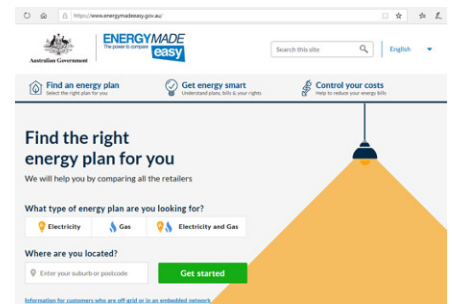 https://www.energymadeeasy.gov.au/
Australian Government
ENERGYMADE
The power to compare
easy
Search this site
English
Find an energy plan
Select the right plan for you
Get energy smart
Understand plans, bills & your rights
Control your costs
Help to reduce your energy bills
Find the right
energy plan for you
We will help you by comparing all the retailers
What type of energy plan are you looking for?
Electricity
Gas
Electricity and Gas
Where are you located?
Enter your suburb or postcode
Get started
Information for customers who are off grid or in an embedded network